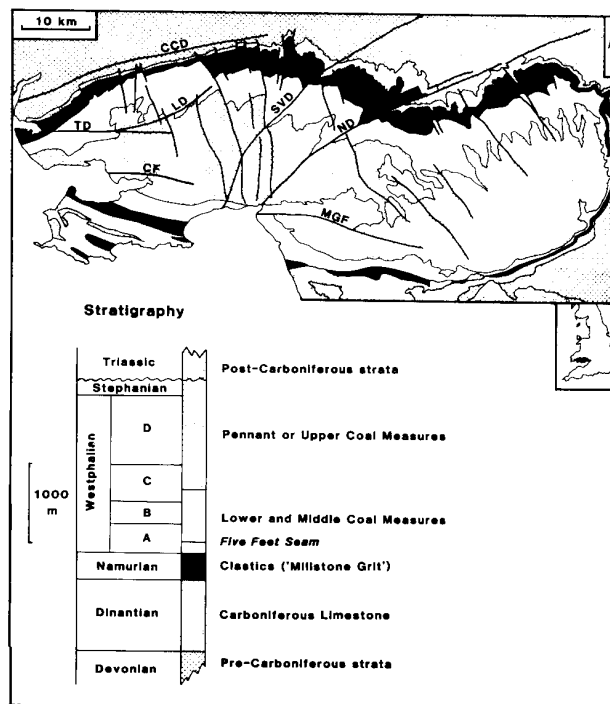 10 km
CCD
LD
SVD
TD
ND
CF
MGF
Stratigraphy
Triassic
Post-Carboniferous strata
Stephanian
Westphalian
D
Pennant or Upper Coal Measures
C
1000
m
B
Lower and Middle Coal Measures
A
Five Feet Seam
Namurian
Clastics ('Millstone Grit')
Dinantian
Carboniferous Limestone
Devonian
Pre-Carboniferous strata